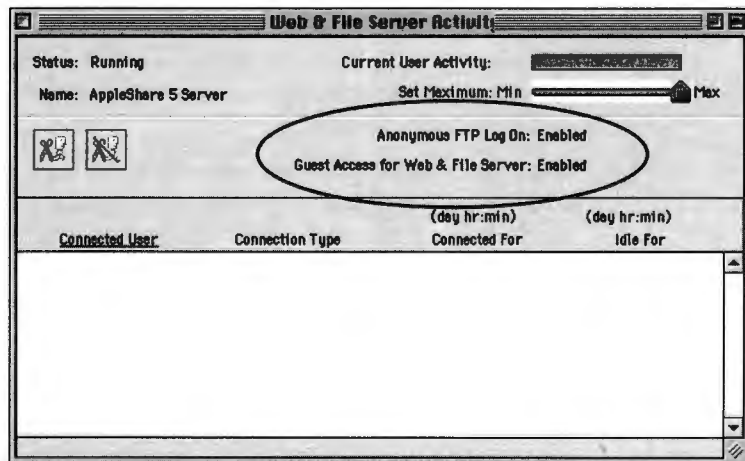 Web & File Server Activity
Status: Running
Current User Activity:
Name: AppleShare 5 Server
Set Maximum: Min Max
Anonymous FTP Log On: Enabled
Guest Access for Web & File Server: Enabled
(day hr:min) (day hr:min)
Connected User Connection Type Connected For Idle For